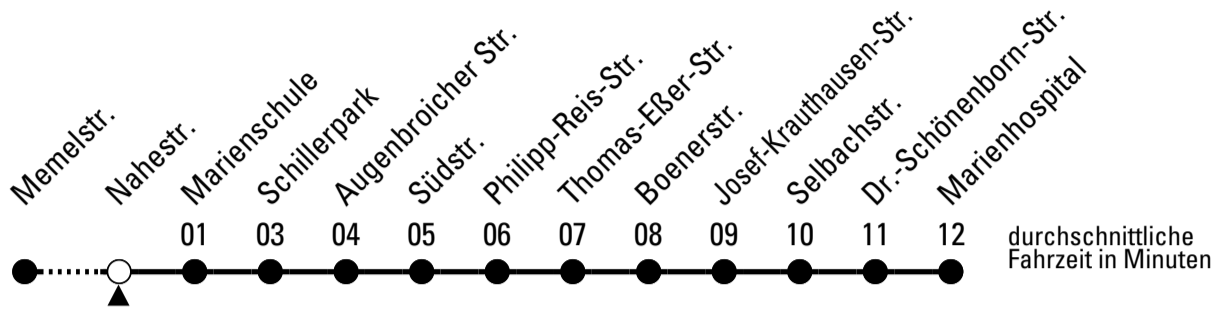 Memelstr.
Nahestr.
Marienschule
Schillerpark
Augenbroicher Str.
Südstr.
Philipp-Reis-Str.
Thomas-Eßer-Str.
Boenerstr.
Josef-Krauthausen-Str.
Selbachstr.
Dr.-Schönenborn-Str.
Marienhospital
01 03 04 05 06 07 08 09 10 11 12
durchschnittliche
Fahrzeit in Minuten